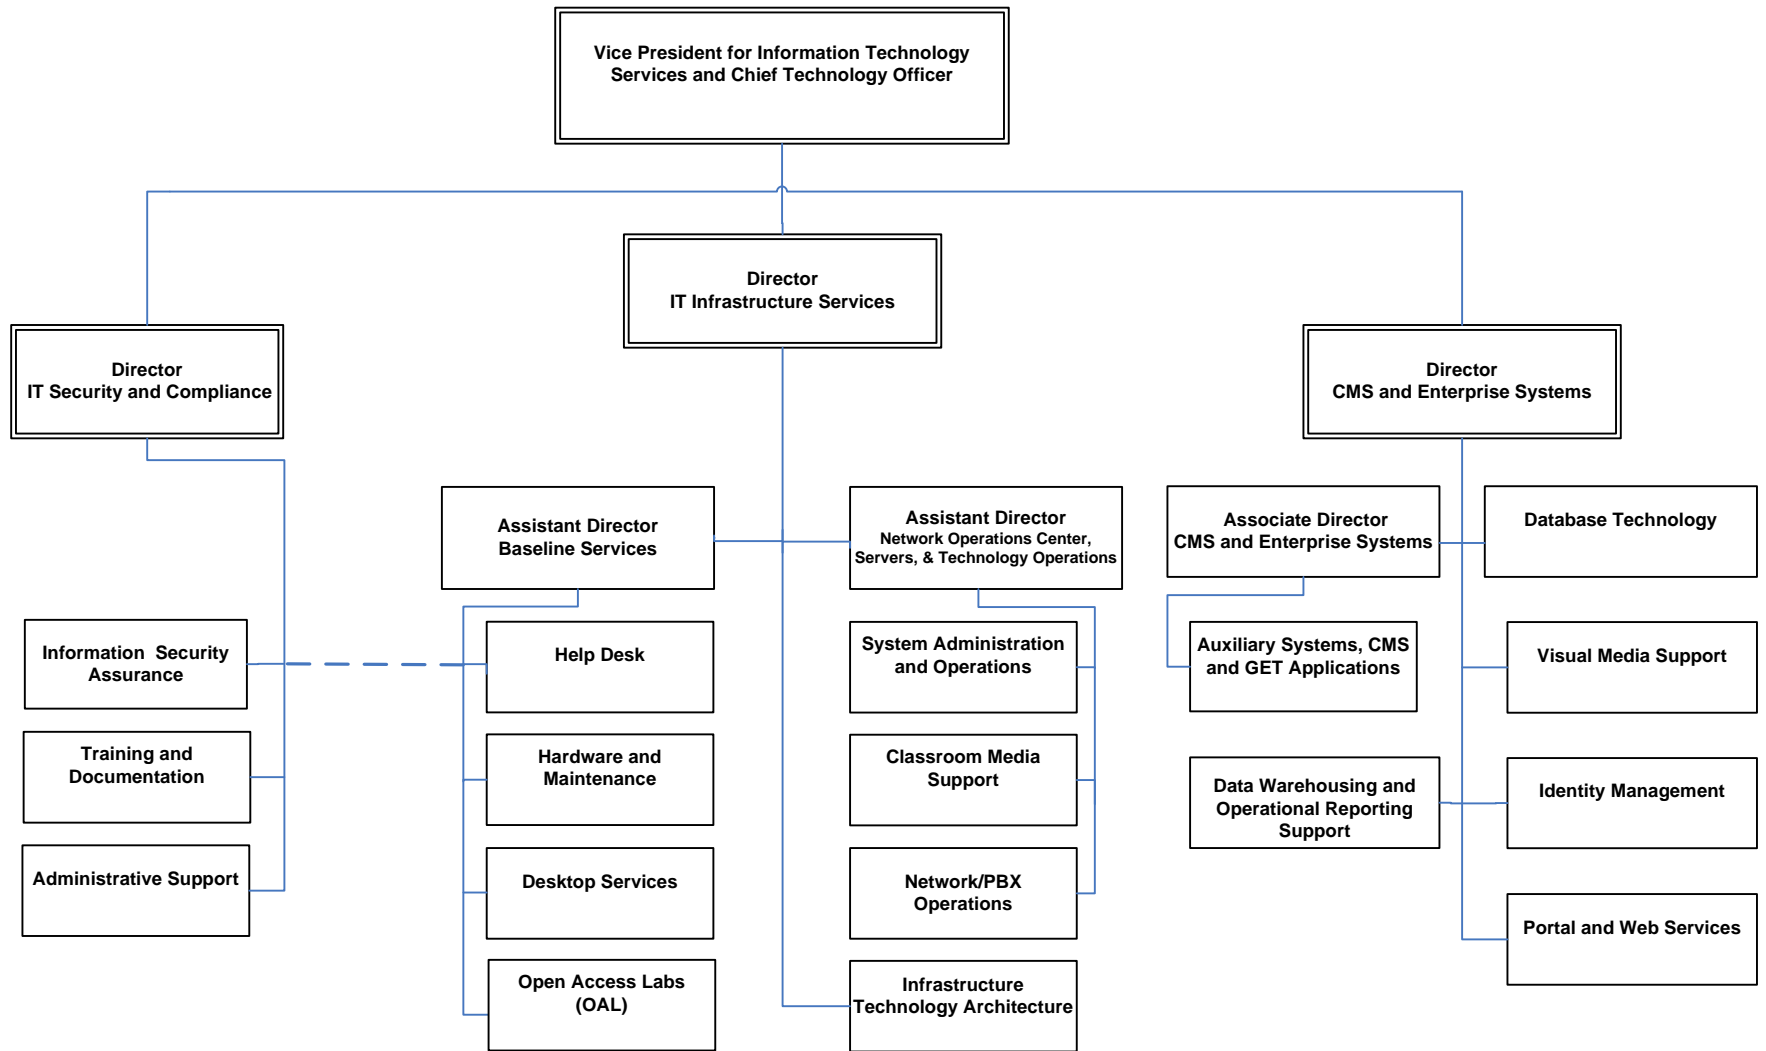 Vice President for Information Technology
Services and Chief Technology Officer
Director
IT Infrastructure Services
Director
IT Security and Compliance
Director
CMS and Enterprise Systems
Assistant Director
Baseline Services
Assistant Director
Network Operations Center,
Servers, & Technology Operations
Associate Director
CMS and Enterprise Systems
Database Technology
Information Security
Assurance
Help Desk
System Administration
and Operations
Auxiliary Systems, CMS
and GET Applications
Visual Media Support
Training and
Documentation
Hardware and
Maintenance
Classroom Media
Support
Data Warehousing and
Operational Reporting
Support
Identity Management
Administrative Support
Desktop Services
Network/PBX
Operations
Portal and Web Services
Open Access Labs
(OAL)
Infrastructure
Technology Architecture